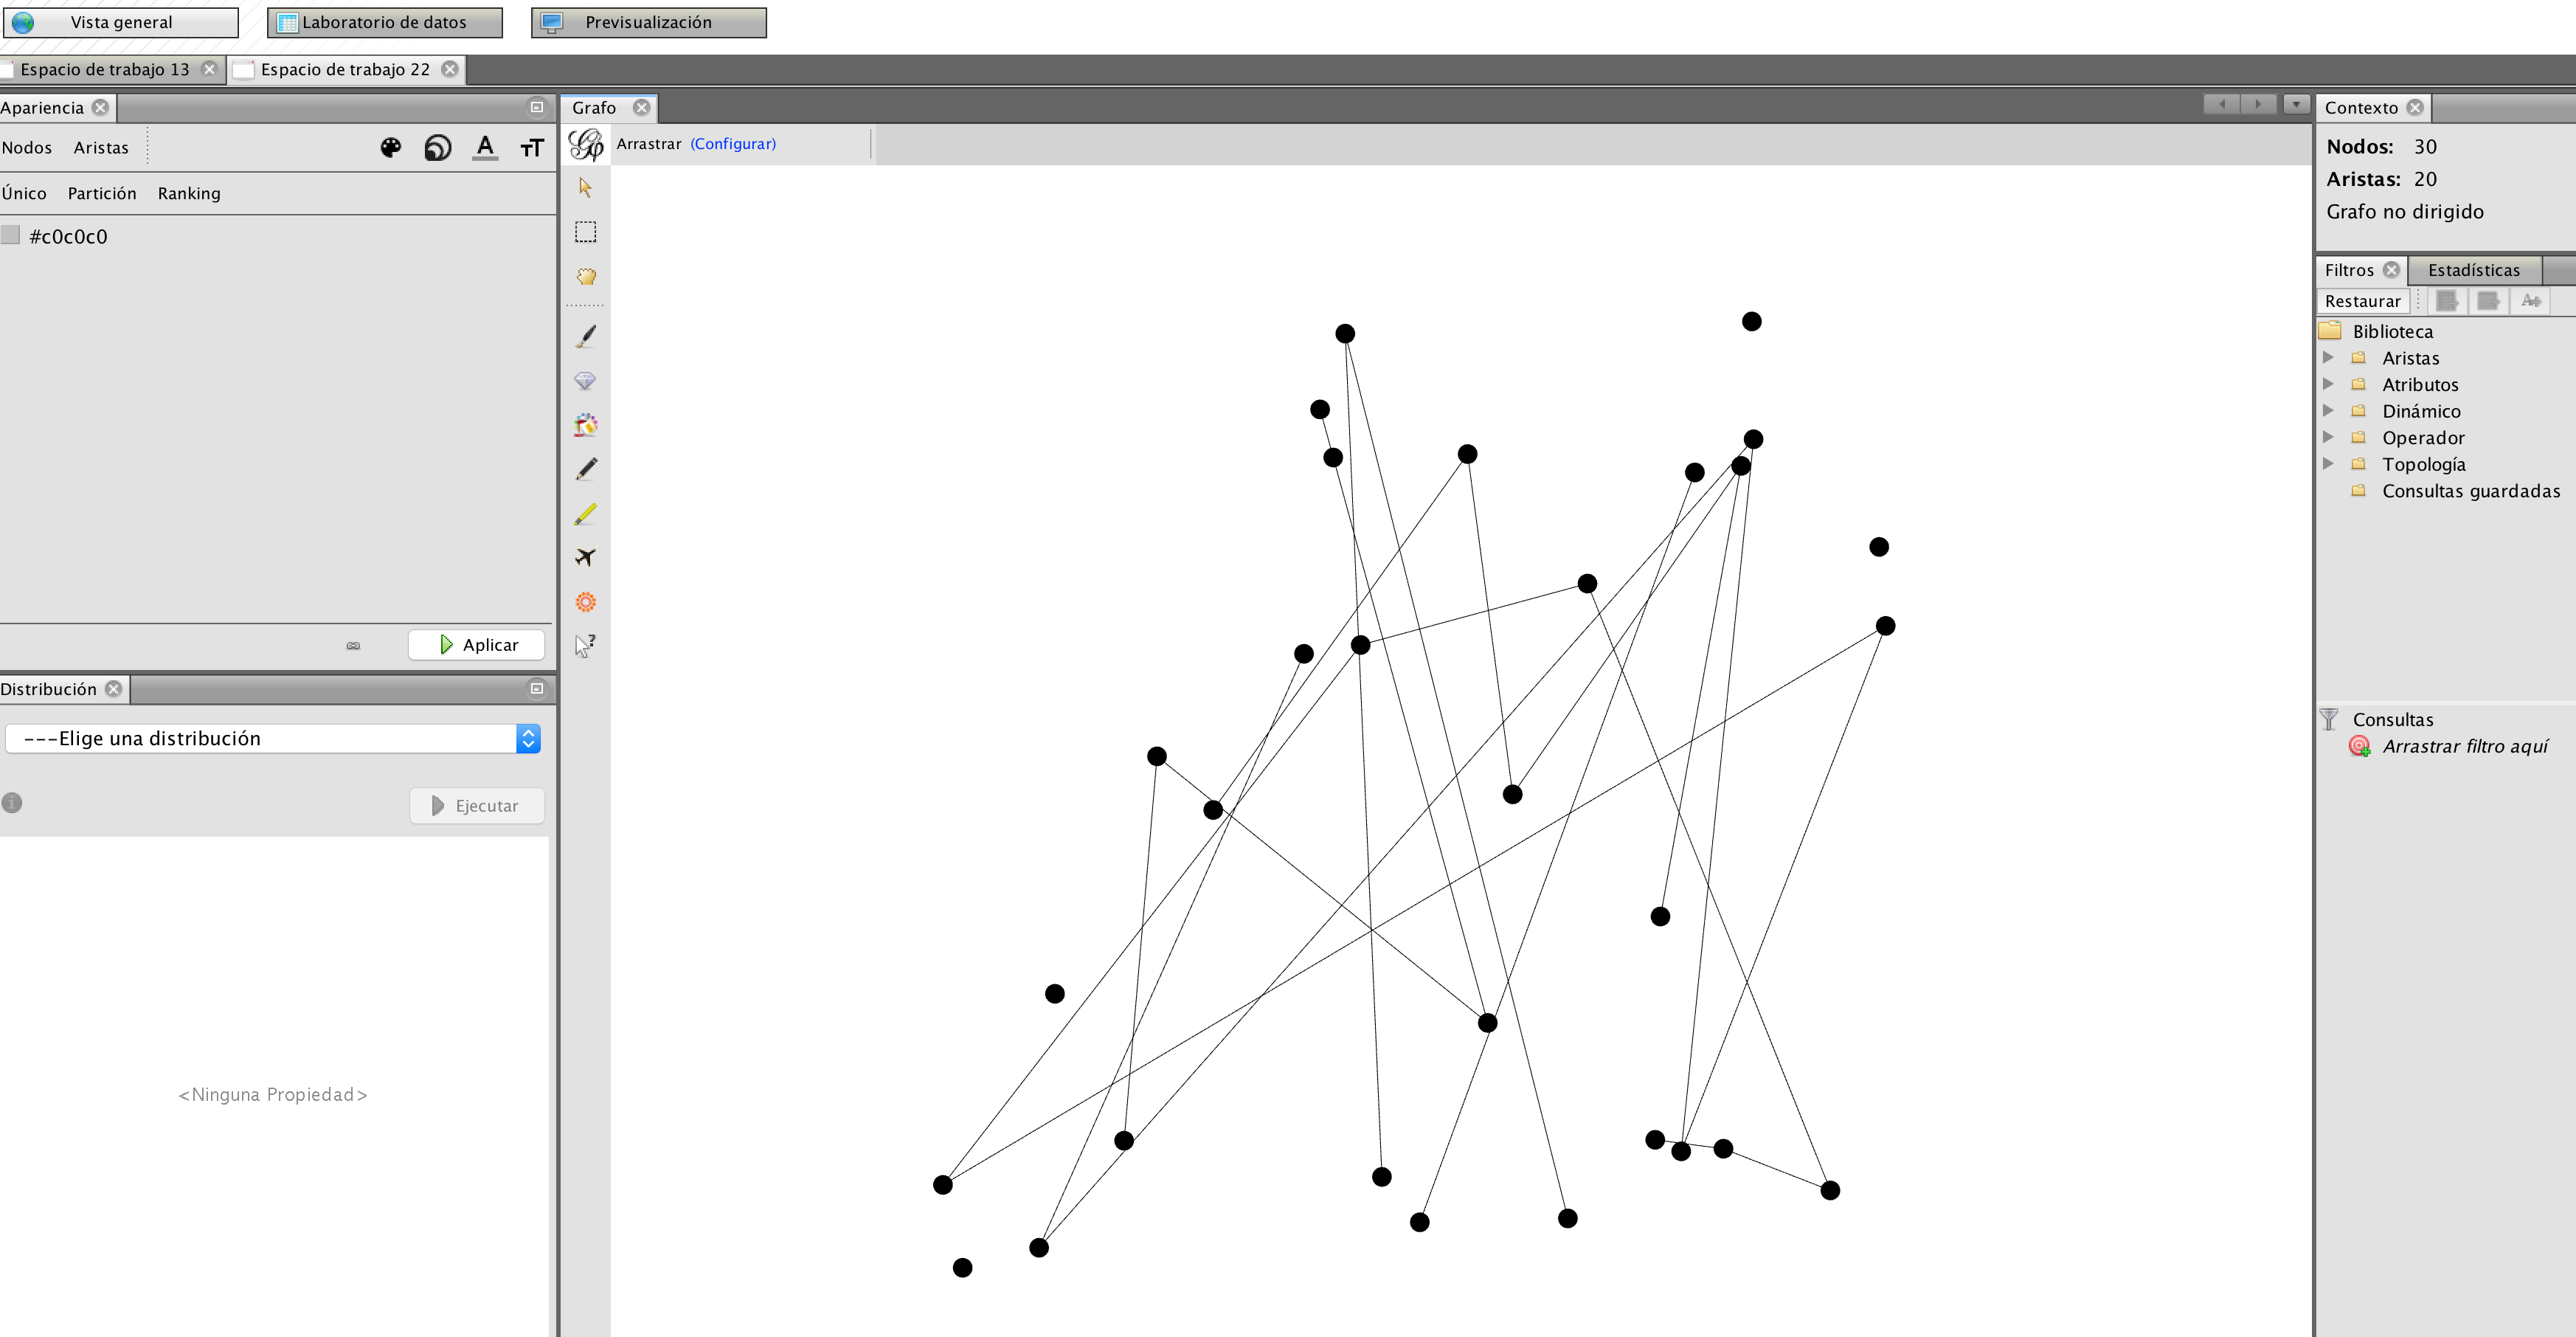 Vista general
Laboratorio de datos
Previsualización
Espacio de trabajo 13
Espacio de trabajo 22
Apariencia
Nodos Aristas
Único Partición Ranking
#c0c0c0
Aplicar
Distribución
---Elige una distribución
Ejecutar
<Ninguna Propiedad>
Grafo
Arrastrar (Configurar)
Contexto
Nodos: 30
Aristas: 20
Grafo no dirigido
Filtros Estadísticas
Restaurar
Biblioteca
Aristas
Atributos
Dinámico
Operador
Topología
Consultas guardadas
Consultas
Arrastrar filtro aquí